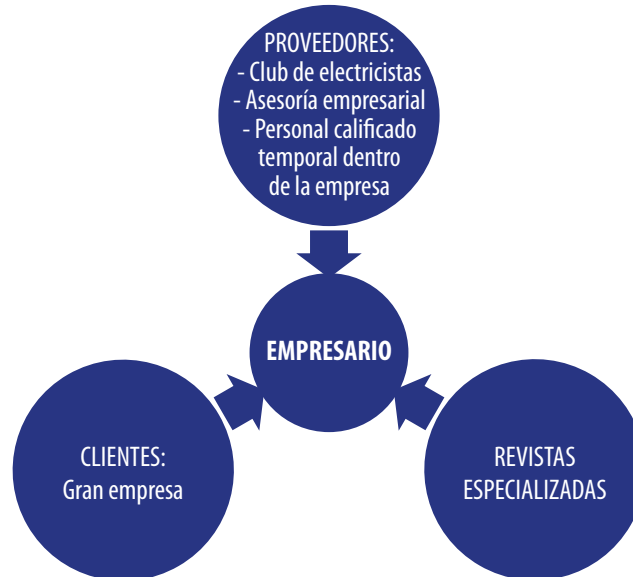 PROVEEDORES:
- Club de electricistas
- Asesoría empresarial
- Personal calificado
temporal dentro
de la empresa
EMPRESARIO
CLIENTES:
Gran empresa
REVISTAS
ESPECIALIZADAS